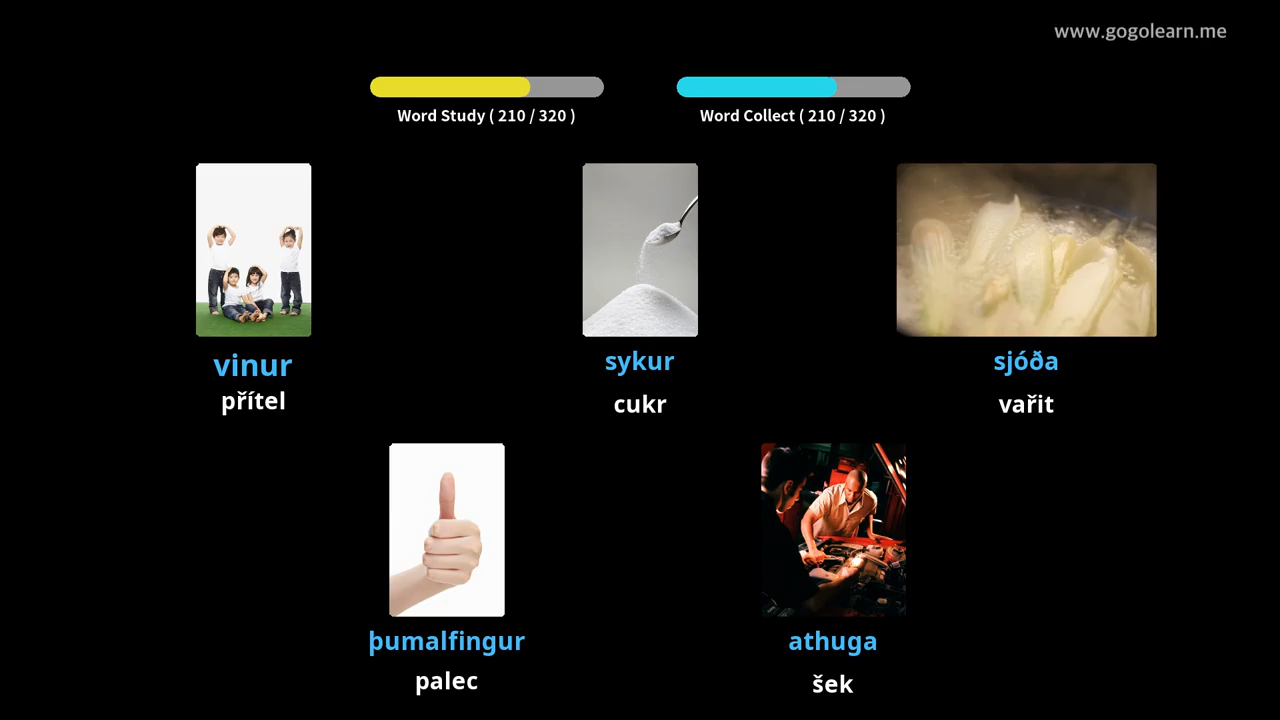 www.gogolearn.me
Word Study ( 210 / 320 )
Word Collect ( 210 / 320 )
vinur
přítel
sykur
cukr
sjóða
vařit
þumalfingur
palec
athuga
šek